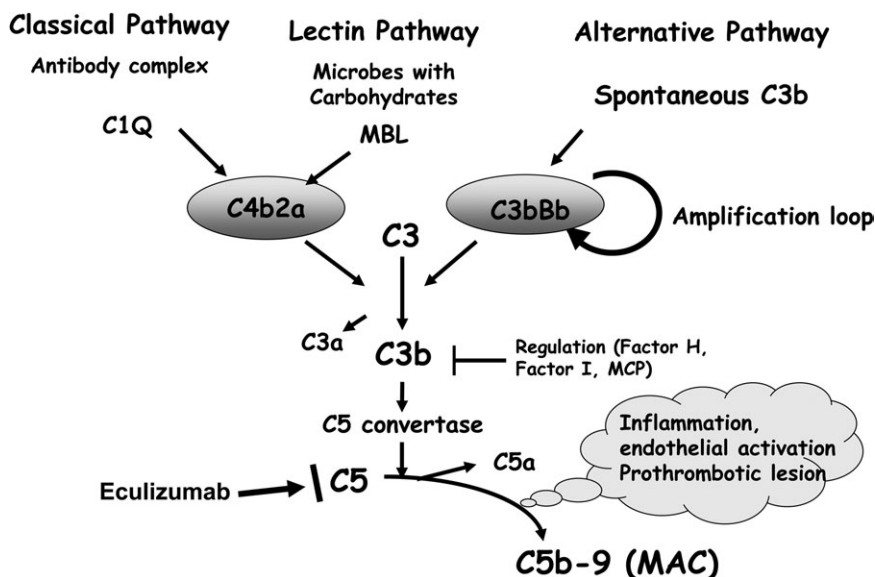 Classical Pathway
Antibody complex
Lectin Pathway
Microbes with
Carbohydrates
Alternative Pathway
Spontaneous C3b
C1Q
MBL
C4b2a
C3bBb
Amplification loop
C3
C3a
C3b
Regulation (Factor H,
Factor I, MCP)
C5 convertase
Inflammation,
endothelial activation
Prothrombotic lesion
Eculizumab
C5
C5a
C5b-9 (MAC)